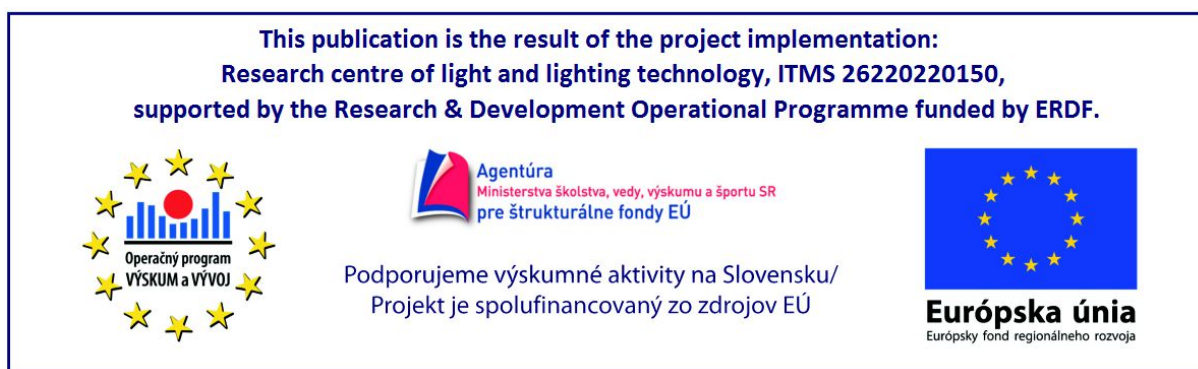 This publication is the result of the project implementation:
Research centre of light and lighting technology, ITMS 26220220150,
supported by the Research & Development Operational Programme funded by ERDF.
Operačný program
VÝSKUM a VÝVOJ
Agentúra
Ministerstva školstva, vedy, výskumu a športu SR
pre štrukturálne fondy EÚ
Podporujeme výskumné aktivity na Slovensku/
Projekt je spolufinancovaný zo zdrojov EÚ
Európska únia
Európsky fond regionálneho rozvoja